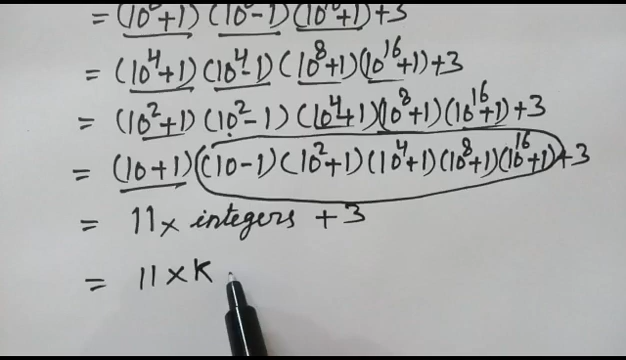 = (10⁸+1) (10⁸-1) (10¹⁶+1)+3
= (10⁴+1) (10⁴-1) (10⁸+1)(10¹⁶+1)+3
= (10²+1) (10²-1) (10⁴+1)(10⁸+1)(10¹⁶+1)+3
= (10+1) (10-1) (10²+1)(10⁴+1)(10⁸+1)(10¹⁶+1)+3
= 11× integers +3
= 11×K